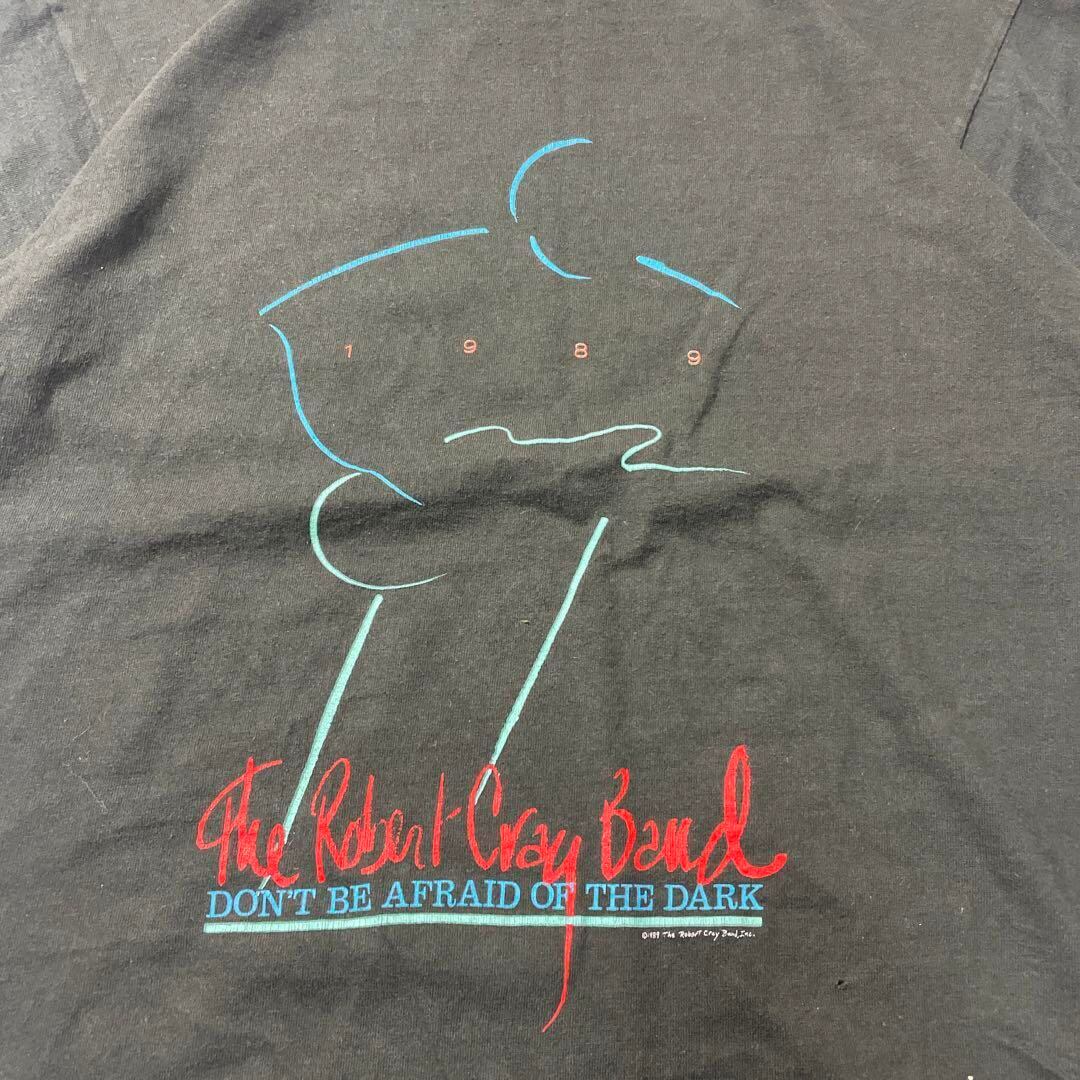 1 9 8 9
The Robert Cray Band
DON'T BE AFRAID OF THE DARK
©1989 The Robert Cray Band, Inc.